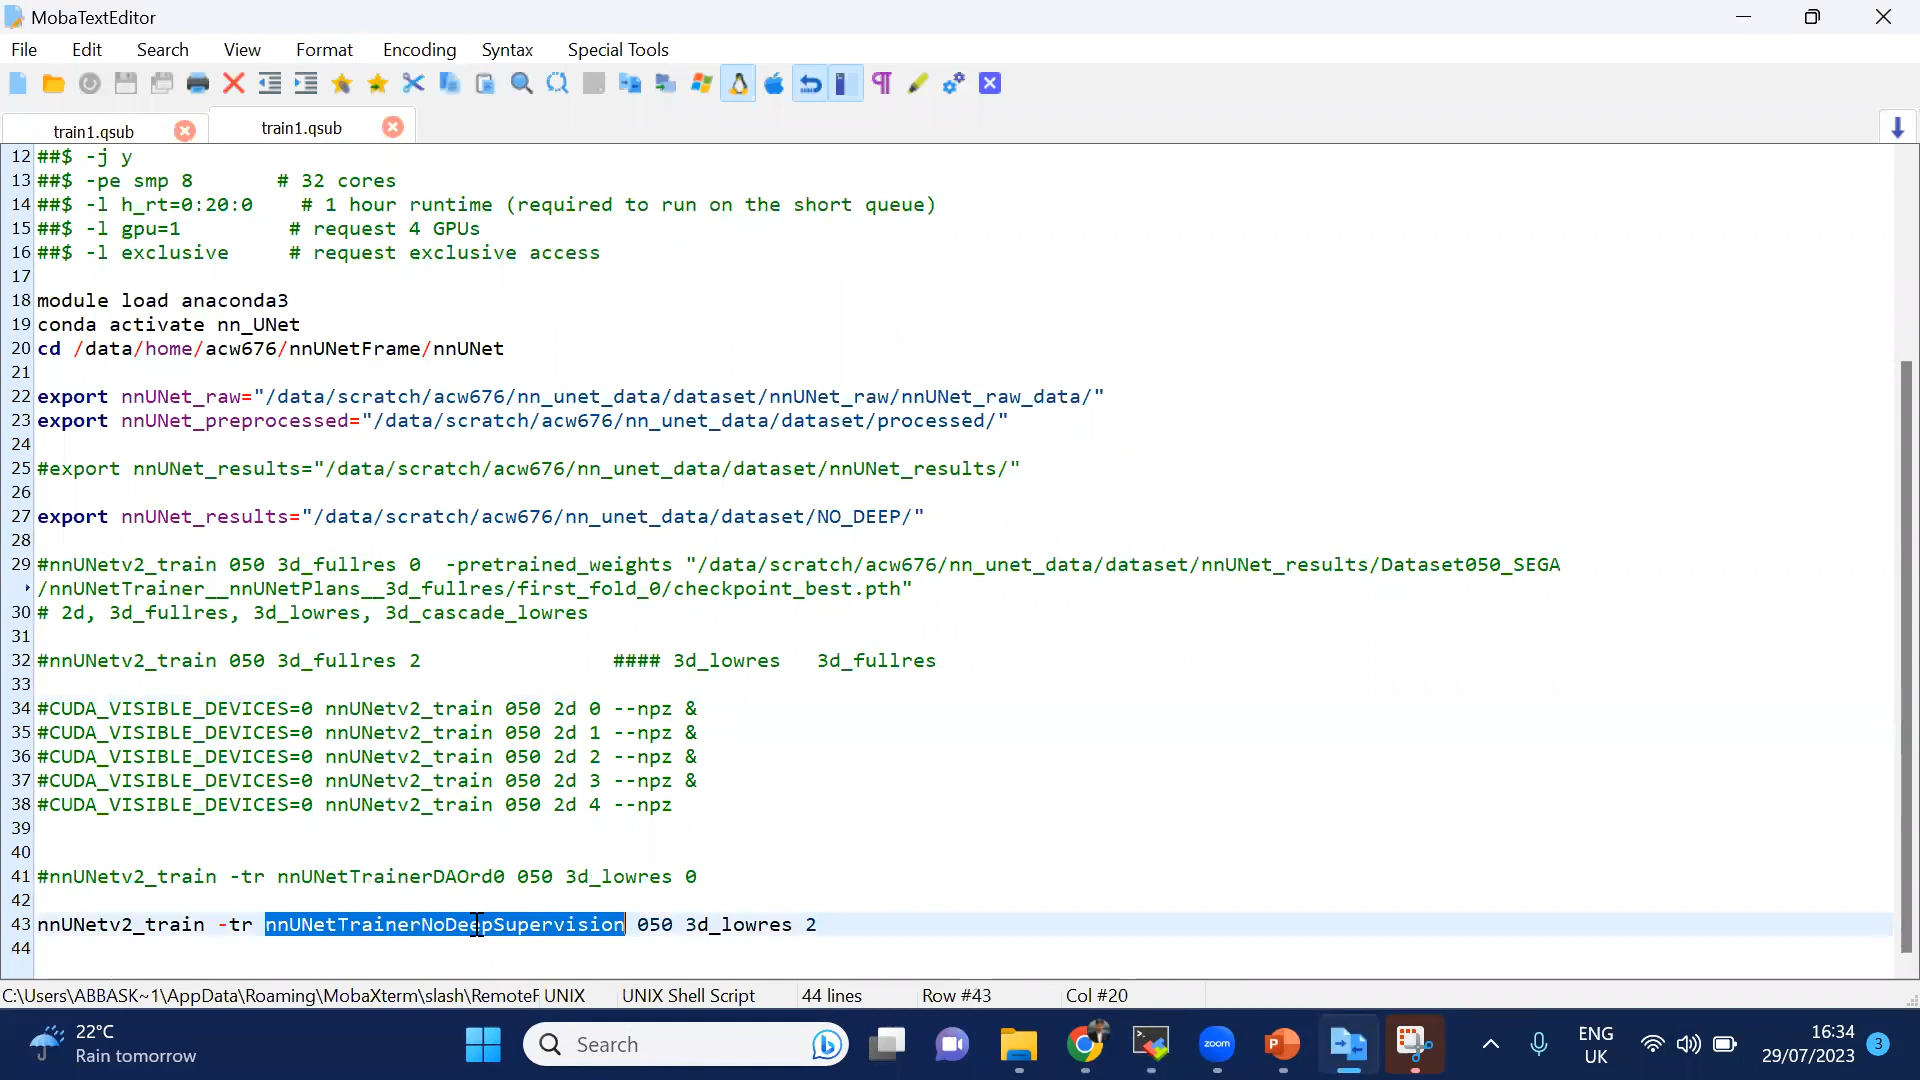 MobaTextEditor
File Edit Search View Format Encoding Syntax Special Tools
train1.qsub train1.qsub
12 ##$ -j y
13 ##$ -pe smp 8 # 32 cores
14 ##$ -l h_rt=0:20:0 # 1 hour runtime (required to run on the short queue)
15 ##$ -l gpu=1 # request 4 GPUs
16 ##$ -l exclusive # request exclusive access
17
18 module load anaconda3
19 conda activate nn_UNet
20 cd /data/home/acw676/nnUNetFrame/nnUNet
21
22 export nnUNet_raw="/data/scratch/acw676/nn_unet_data/dataset/nnUNet_raw/nnUNet_raw_data/"
23 export nnUNet_preprocessed="/data/scratch/acw676/nn_unet_data/dataset/processed/"
24
25 #export nnUNet_results="/data/scratch/acw676/nn_unet_data/dataset/nnUNet_results/"
26
27 export nnUNet_results="/data/scratch/acw676/nn_unet_data/dataset/NO_DEEP/"
28
29 #nnUNetv2_train 050 3d_fullres 0 -pretrained_weights "/data/scratch/acw676/nn_unet_data/dataset/nnUNet_results/Dataset050_SEGA
/nnUNetTrainer__nnUNetPlans__3d_fullres/first_fold_0/checkpoint_best.pth"
30 # 2d, 3d_fullres, 3d_lowres, 3d_cascade_lowres
31
32 #nnUNetv2_train 050 3d_fullres 2 #### 3d_lowres 3d_fullres
33
34 #CUDA_VISIBLE_DEVICES=0 nnUNetv2_train 050 2d 0 --npz &
35 #CUDA_VISIBLE_DEVICES=0 nnUNetv2_train 050 2d 1 --npz &
36 #CUDA_VISIBLE_DEVICES=0 nnUNetv2_train 050 2d 2 --npz &
37 #CUDA_VISIBLE_DEVICES=0 nnUNetv2_train 050 2d 3 --npz &
38 #CUDA_VISIBLE_DEVICES=0 nnUNetv2_train 050 2d 4 --npz
39
40
41 #nnUNetv2_train -tr nnUNetTrainerDAOrd0 050 3d_lowres 0
42
43 nnUNetv2_train -tr nnUNetTrainerNoDeepSupervision 050 3d_lowres 2
44
C:\Users\ABBASK~1\AppData\Roaming\MobaXterm\slash\RemoteF UNIX UNIX Shell Script 44 lines Row #43 Col #20
22°C
Rain tomorrow
Search
zoom
ENG
UK
16:34
29/07/2023
3